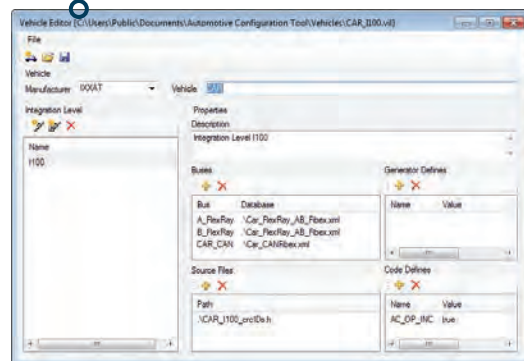 Vehicle Editor [C:\Users\Public\Documents\Automotive Configuration Tool\Vehicles\CAR_I100.vil]
File
Vehicle
Manufacturer IXXAT Vehicle CAR
Integration Level Properties
Description
Integration Level I100
Name
I100
Buses Generator Defines
Bus Database Name Value
A_FlexRay .\Car_FlexRay_AB_Fibex.xml
B_FlexRay .\Car_FlexRay_AB_Fibex.xml
CAR_CAN .\Car_CANFibex.xml
Source Files Code Defines
Path Name Value
.\CAR_I100_crcIDs.h AC_OP_INC true